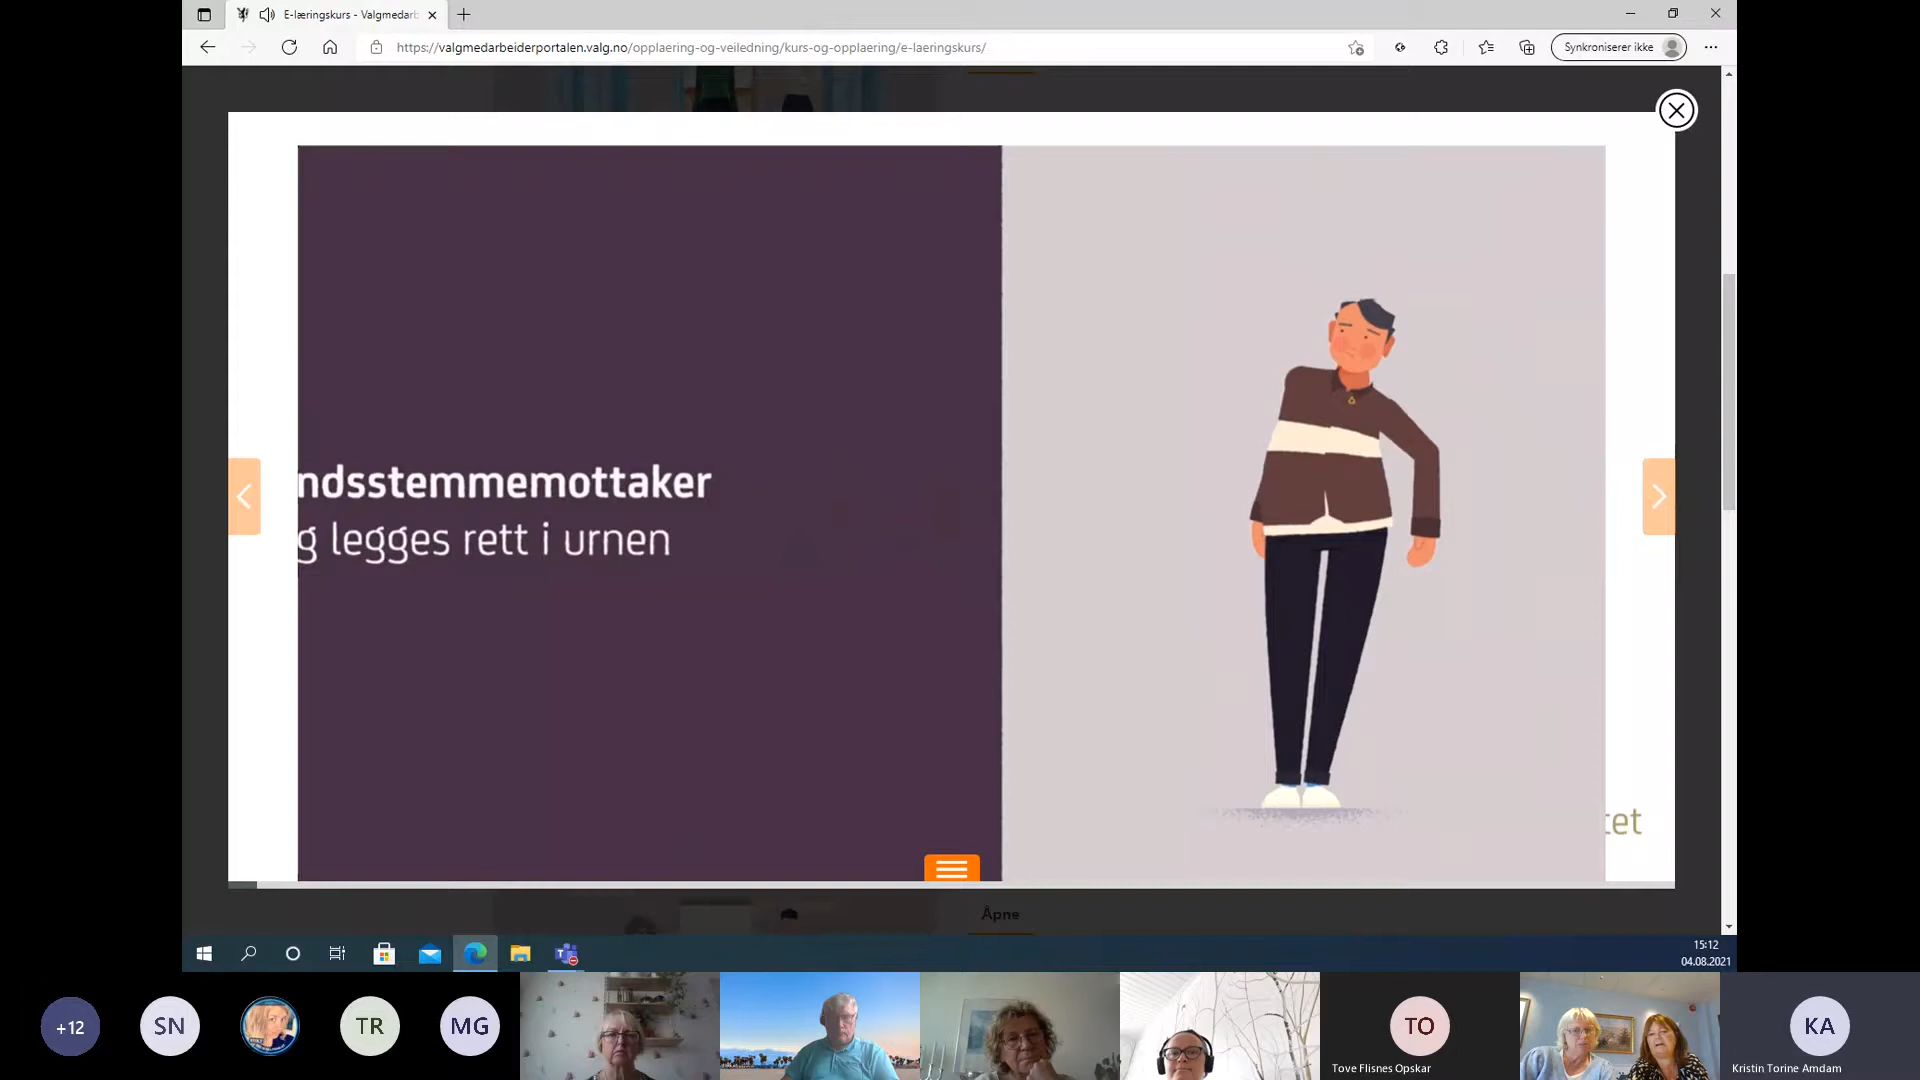 E-læringskurs - Valgmedarb
https://valgmedarbeiderportalen.valg.no/opplaering-og-veiledning/kurs-og-opplaering/e-laeringskurs/
Synkroniserer ikke
ndsstemmemottaker
g legges rett i urnen
tet
Åpne
15:12
04.08.2021
+12
SN
TR
MG
TO
KA
Tove Flisnes Opskar
Kristin Torine Amdam